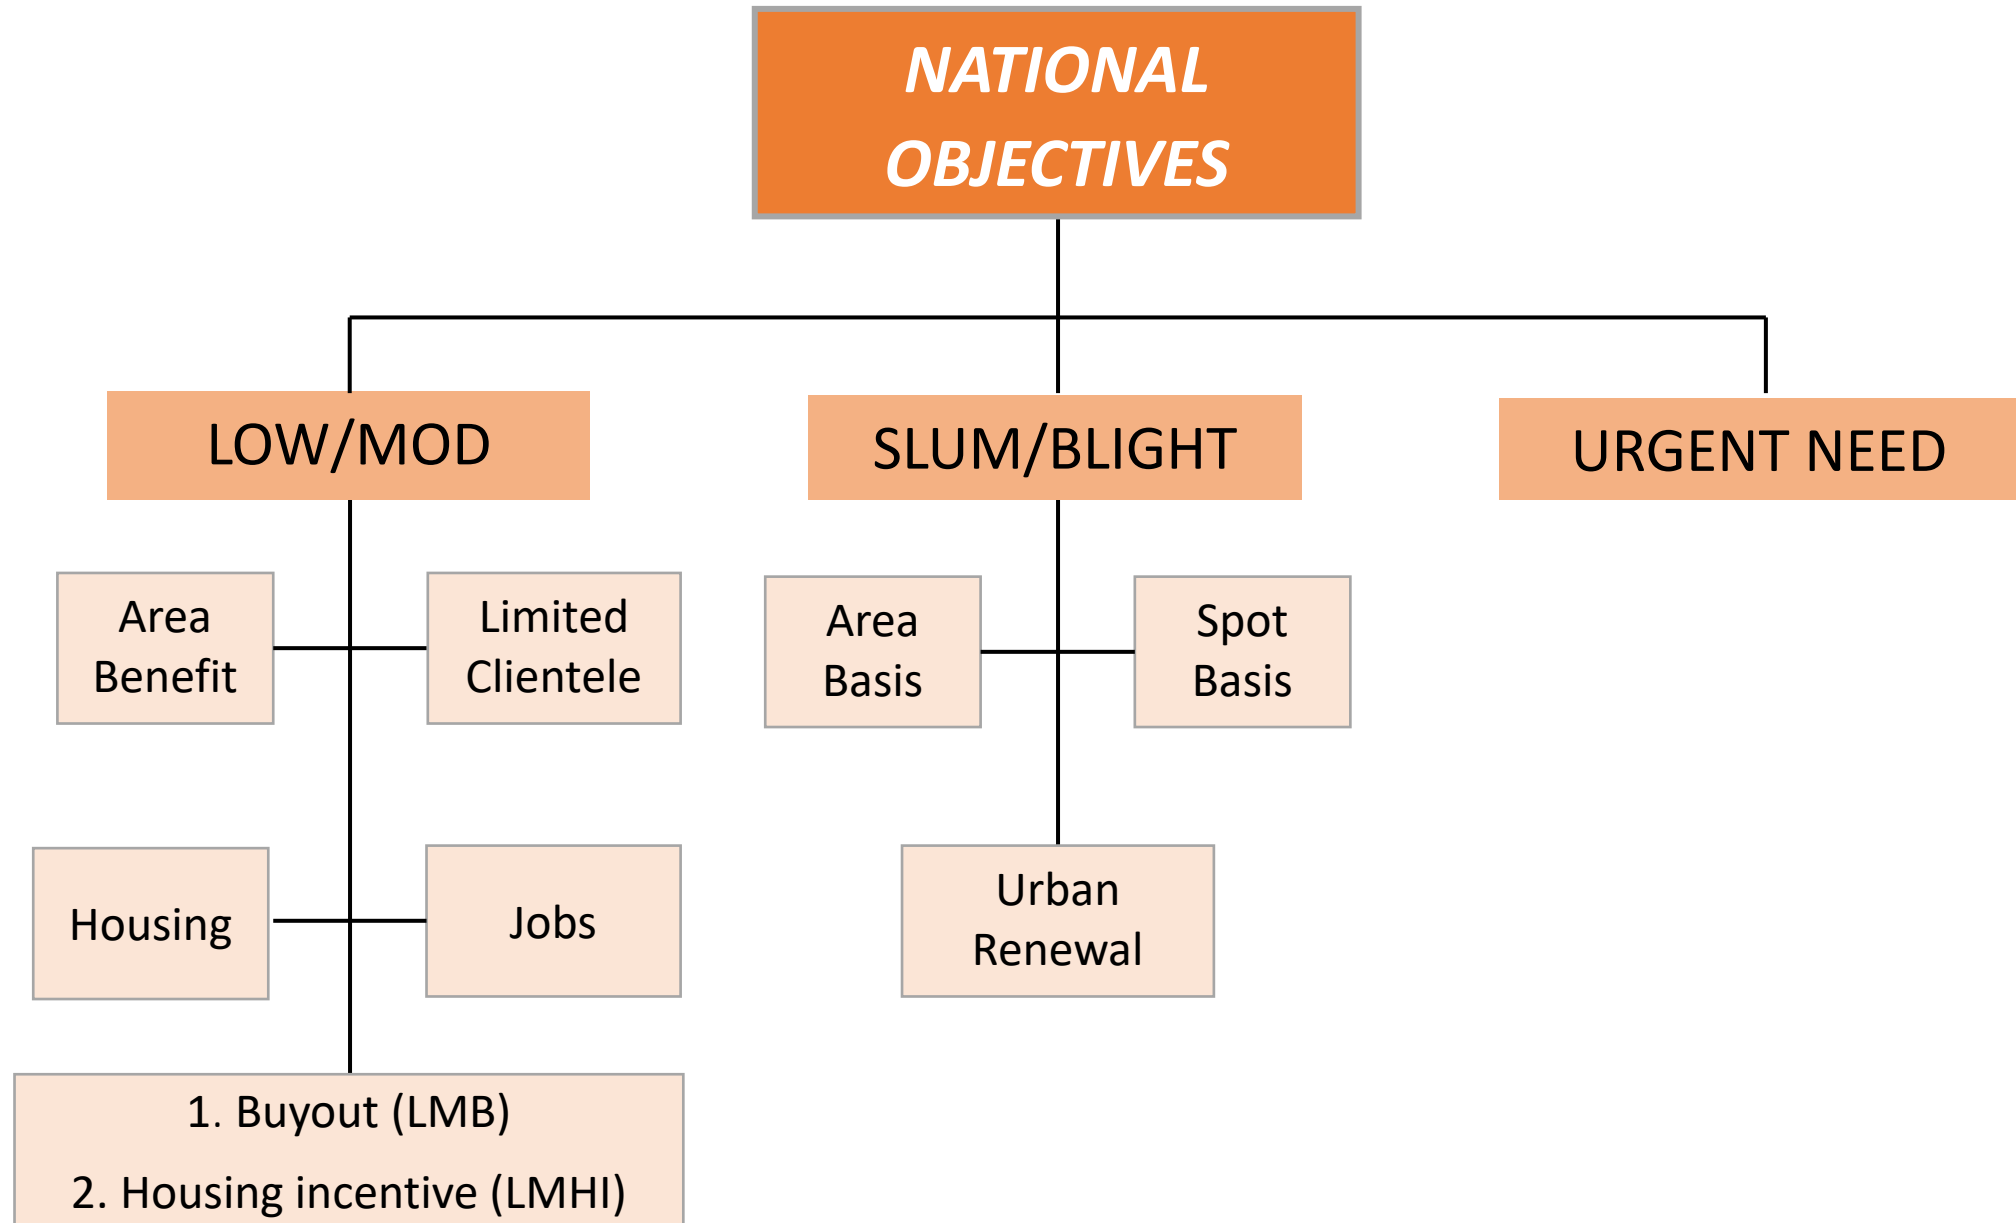 NATIONAL
OBJECTIVES
LOW/MOD
SLUM/BLIGHT
URGENT NEED
Area
Benefit
Limited
Clientele
Area
Basis
Spot
Basis
Housing
Jobs
Urban
Renewal
1. Buyout (LMB)
2. Housing incentive (LMHI)